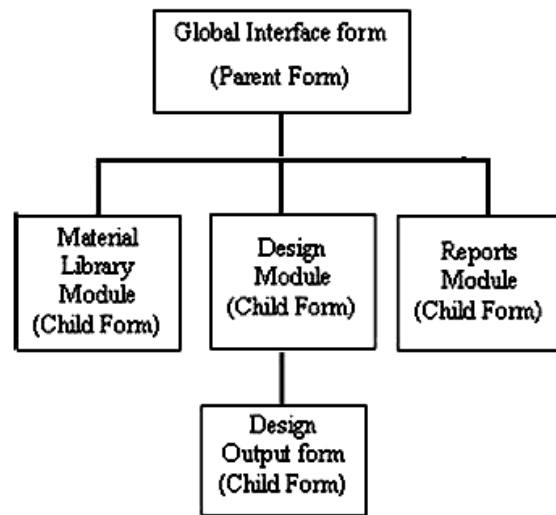 Global Interface form
(Parent Form)
Material
Library
Module
(Child Form)
Design
Module
(Child Form)
Reports
Module
(Child Form)
Design
Output form
(Child Form)